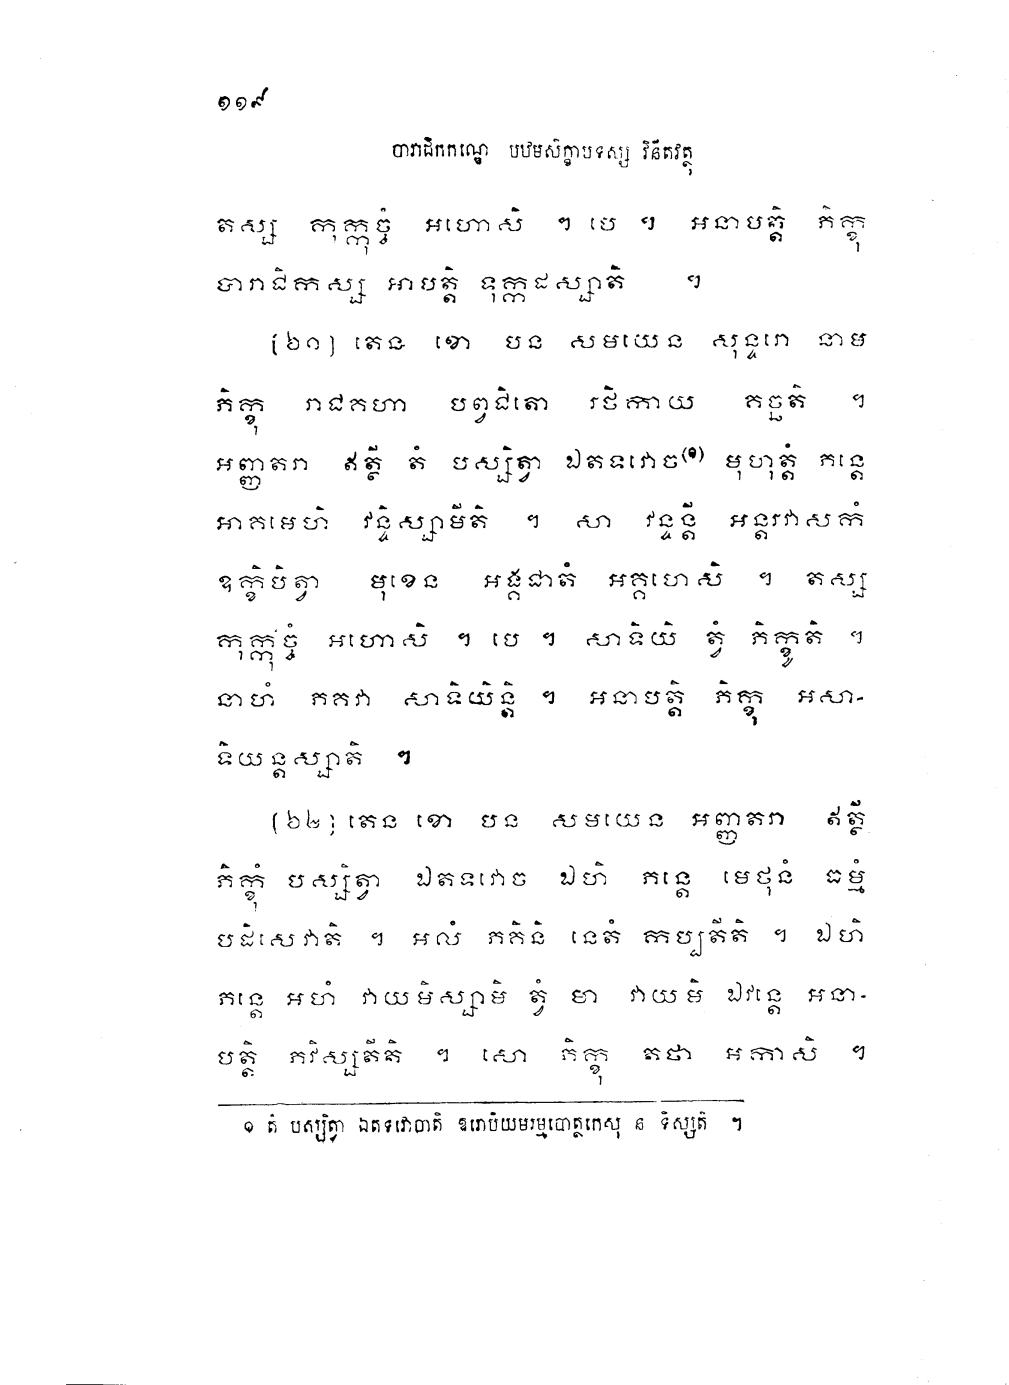 ១១៩
បារាជិកកណ្ឌេ បឋមសិក្ខាបទស្ស វិនីតវត្ថុ
តស្ស កុក្កុច្ចំ អហោសិ ។ បេ ។ អនាបត្តិ ភិក្ខុ
បារាជិកស្ស អាបត្តិ ទុក្កដស្សាតិ ។
(៦១) តេន ខោ បន សមយេន សុន្ទរោ នាម
ភិក្ខុ រាជគហា បព្វជិតោ រថិកាយ គច្ឆតិ ។
អញ្ញតរា ឥត្ថី តំ បស្សិត្វា ឯតទវោច(១) មុហុត្តំ ភន្តេ
អាគមេហិ វន្ទិស្សាមីតិ ។ សា វន្ទន្តី អន្តរវាសកំ
ឧក្ខិបិត្វា មុខេន អង្គជាតំ អគ្គហេសិ ។ តស្ស
កុក្កុច្ចំ អហោសិ ។ បេ ។ សាទិយិ ត្វំ ភិក្ខូតិ ។
នាហំ ភគវា សាទិយិន្តិ ។ អនាបត្តិ ភិក្ខុ អសា-
ទិយន្តស្សាតិ ។
(៦២) តេន ខោ បន សមយេន អញ្ញតរា ឥត្ថី
ភិក្ខុំ បស្សិត្វា ឯតទវោច ឯហិ ភន្តេ មេថុនំ ធម្មំ
បដិសេវាតិ ។ អលំ ភគិនិ នេតំ កប្បតីតិ ។ ឯហិ
ភន្តេ អហំ វាយមិស្សាមិ ត្វំ មា វាយមិ ឯវន្តេ អនា-
បត្តិ ភវិស្សតីតិ ។ សោ ភិក្ខុ តថា អកាសិ ។
១ តំ បស្សិត្វា ឯតទវោចាតិ ឧរោបិយមរម្មបោត្ថកេសុ ន ទិស្សតិ ។